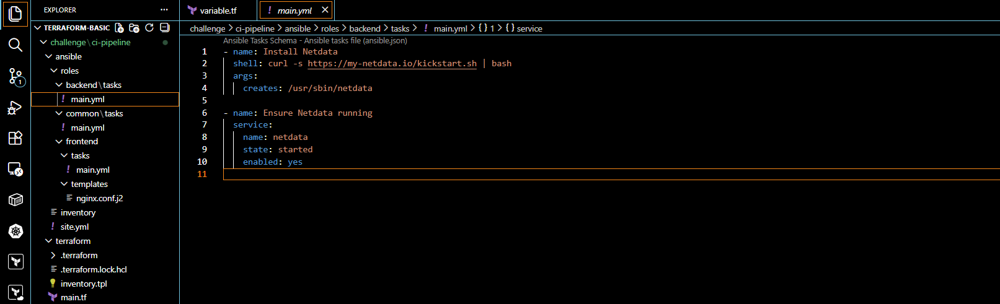 EXPLORER
···
TERRAFORM-BASIC
challenge\ci-pipeline
ansible
roles
backend\tasks
main.yml
common\tasks
main.yml
frontend
tasks
main.yml
templates
nginx.conf.j2
inventory
site.yml
terraform
.terraform
.terraform.lock.hcl
inventory.tpl
main.tf
1
variable.tf
main.yml
challenge > ci-pipeline > ansible > roles > backend > tasks > ! main.yml > { } 1 > { } service
Ansible Tasks Schema - Ansible tasks file (ansible.json)
1 - name: Install Netdata
2 shell: curl -s https://my-netdata.io/kickstart.sh | bash
3 args:
4 creates: /usr/sbin/netdata
5
6 - name: Ensure Netdata running
7 service:
8 name: netdata
9 state: started
10 enabled: yes
11